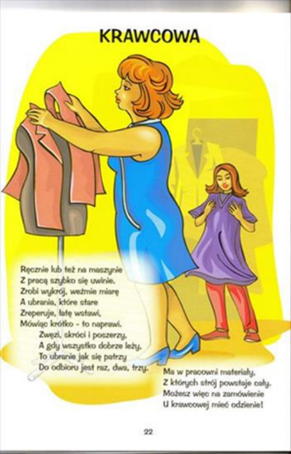 KRAWCOWA
Ręcznie lub też na maszynie
Z pracą szybko się uwinie.
Zrobi wykrój, weźmie miarę
A ubrania, które stare
Zreperuje, łatę wstawi,
Mówiąc krótko - to naprawi.
Zwęzi, skróci i poszerzy,
A gdy wszystko dobrze leży,
To ubranie jak się patrzy
Do odbioru jest raz, dwa, trzy.
Ma w pracowni materiały,
Z których strój powstaje cały.
Możesz więc na zamówienie
U krawcowej mieć odzienie!
22